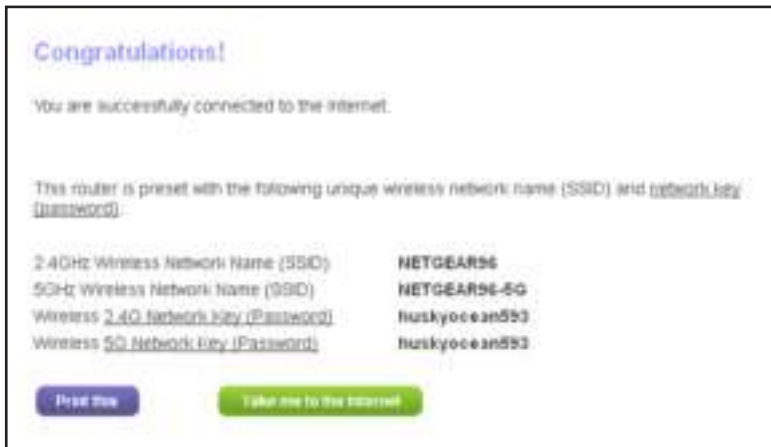 Congratulations!
You are successfully connected to the Internet.
This router is preset with the following unique wireless network name (SSID) and network key
(password).
2.4GHz Wireless Network Name (SSID) NETGEAR96
5GHz Wireless Network Name (SSID) NETGEAR96-5G
Wireless 2.4G Network Key (Password) huskyocean593
Wireless 5G Network Key (Password) huskyocean593
Print this
Take me to the Internet